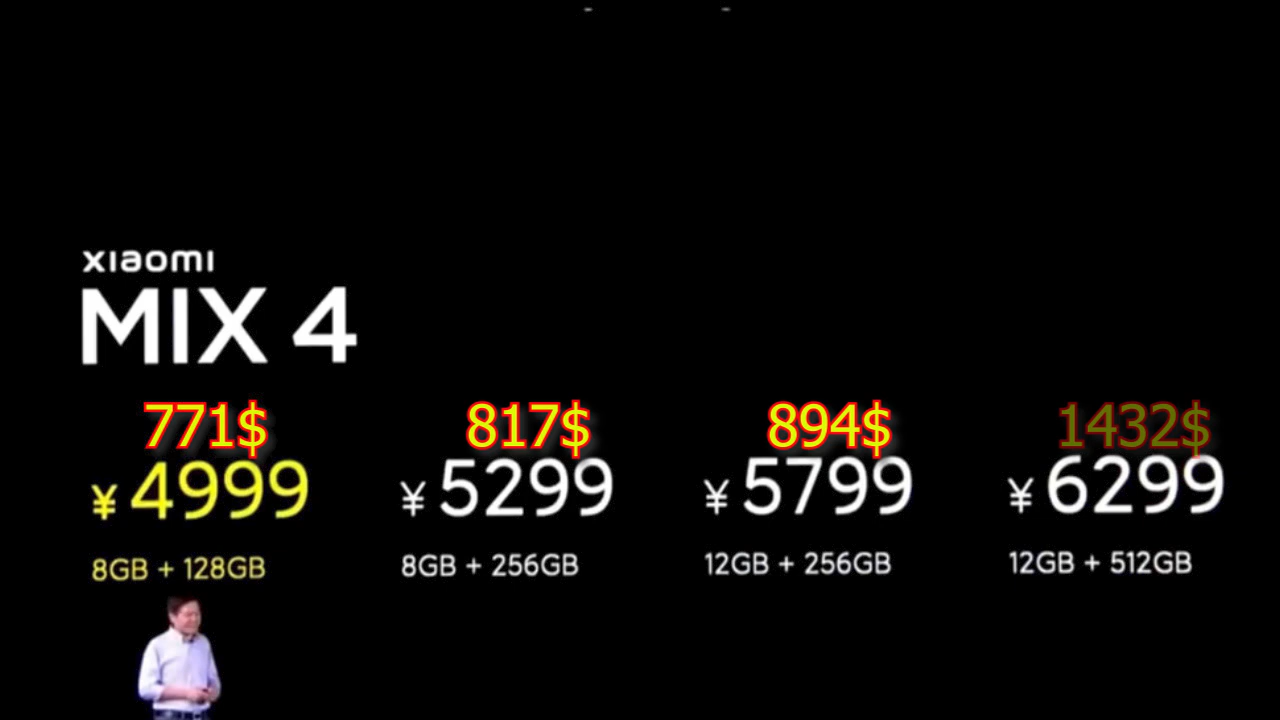 xiaomi
MIX 4
771$ 817$ 894$ 1432$
¥4999 ¥5299 ¥5799 ¥6299
8GB + 128GB 8GB + 256GB 12GB + 256GB 12GB + 512GB